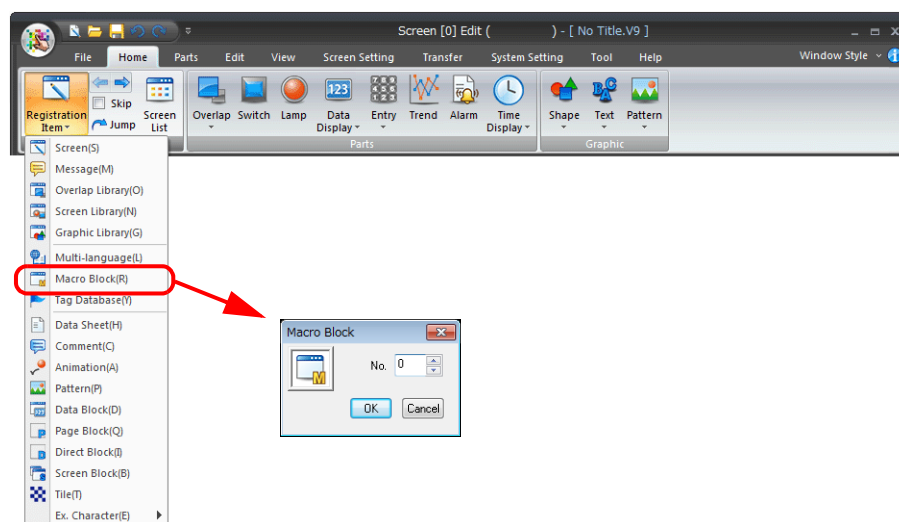 Screen [0] Edit ( ) - [ No Title.V9 ]
File Home Parts Edit View Screen Setting Transfer System Setting Tool Help Window Style
Registration Item
Skip
Jump
Screen List
Overlap
Switch
Lamp
123
Data Display
Entry
Trend
Alarm
Time Display
Shape
Text
Pattern
Parts
Graphic
Screen(S)
Message(M)
Overlap Library(O)
Screen Library(N)
Graphic Library(G)
Multi-language(L)
Macro Block(R)
Tag Database(Y)
Data Sheet(H)
Comment(C)
Animation(A)
Pattern(P)
Data Block(D)
Page Block(Q)
Direct Block(I)
Screen Block(B)
Tile(T)
Ex. Character(E)
Macro Block
M
No. 0
OK Cancel